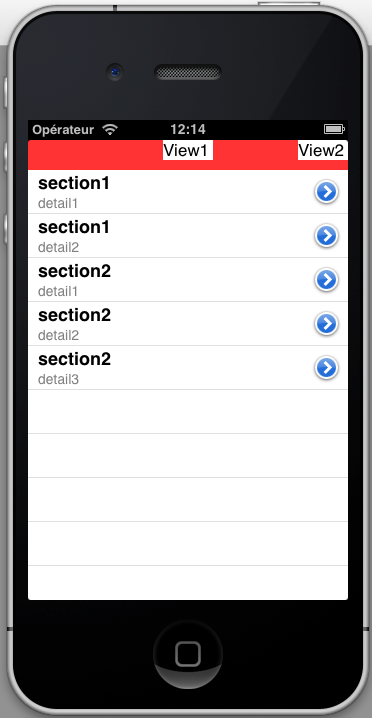 Opérateur 12:14
View1 View2
section1
detail1
section1
detail2
section2
detail1
section2
detail2
section2
detail3